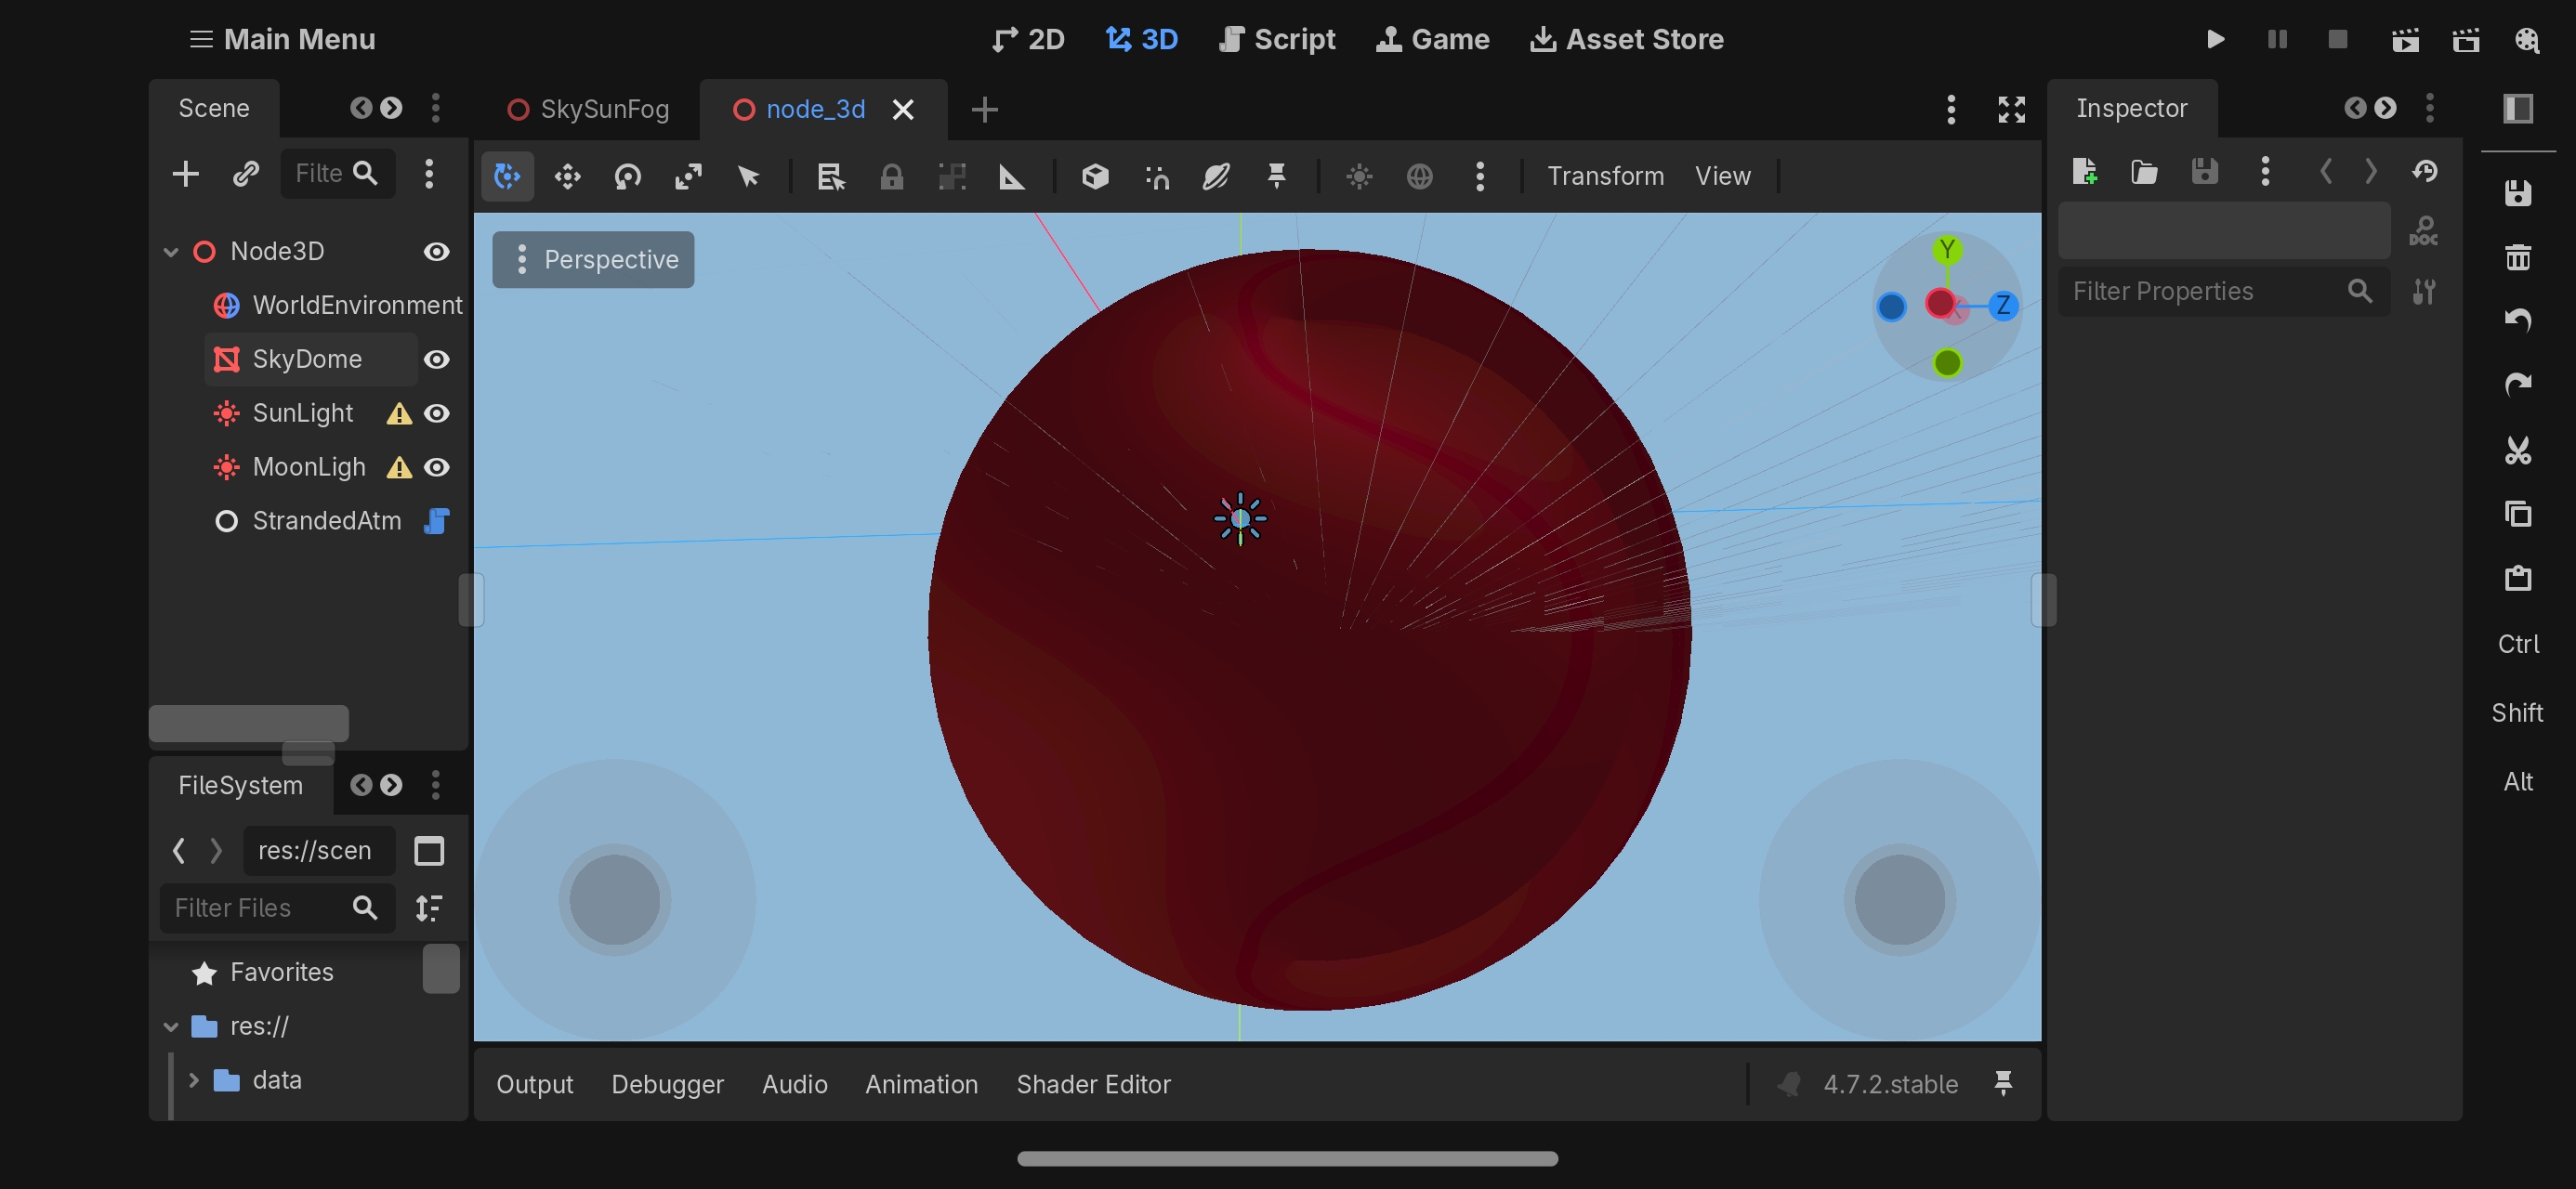 Main Menu
2D
3D
Script
Game
Asset Store
Scene
SkySunFog
node_3d
Inspector
Filte
Transform
View
Perspective
Node3D
WorldEnvironment
SkyDome
SunLight
MoonLigh
StrandedAtm
Y
Z
X
DOC
Filter Properties
FileSystem
res://scen
Filter Files
Favorites
res://
data
Output
Debugger
Audio
Animation
Shader Editor
4.7.2.stable
Ctrl
Shift
Alt